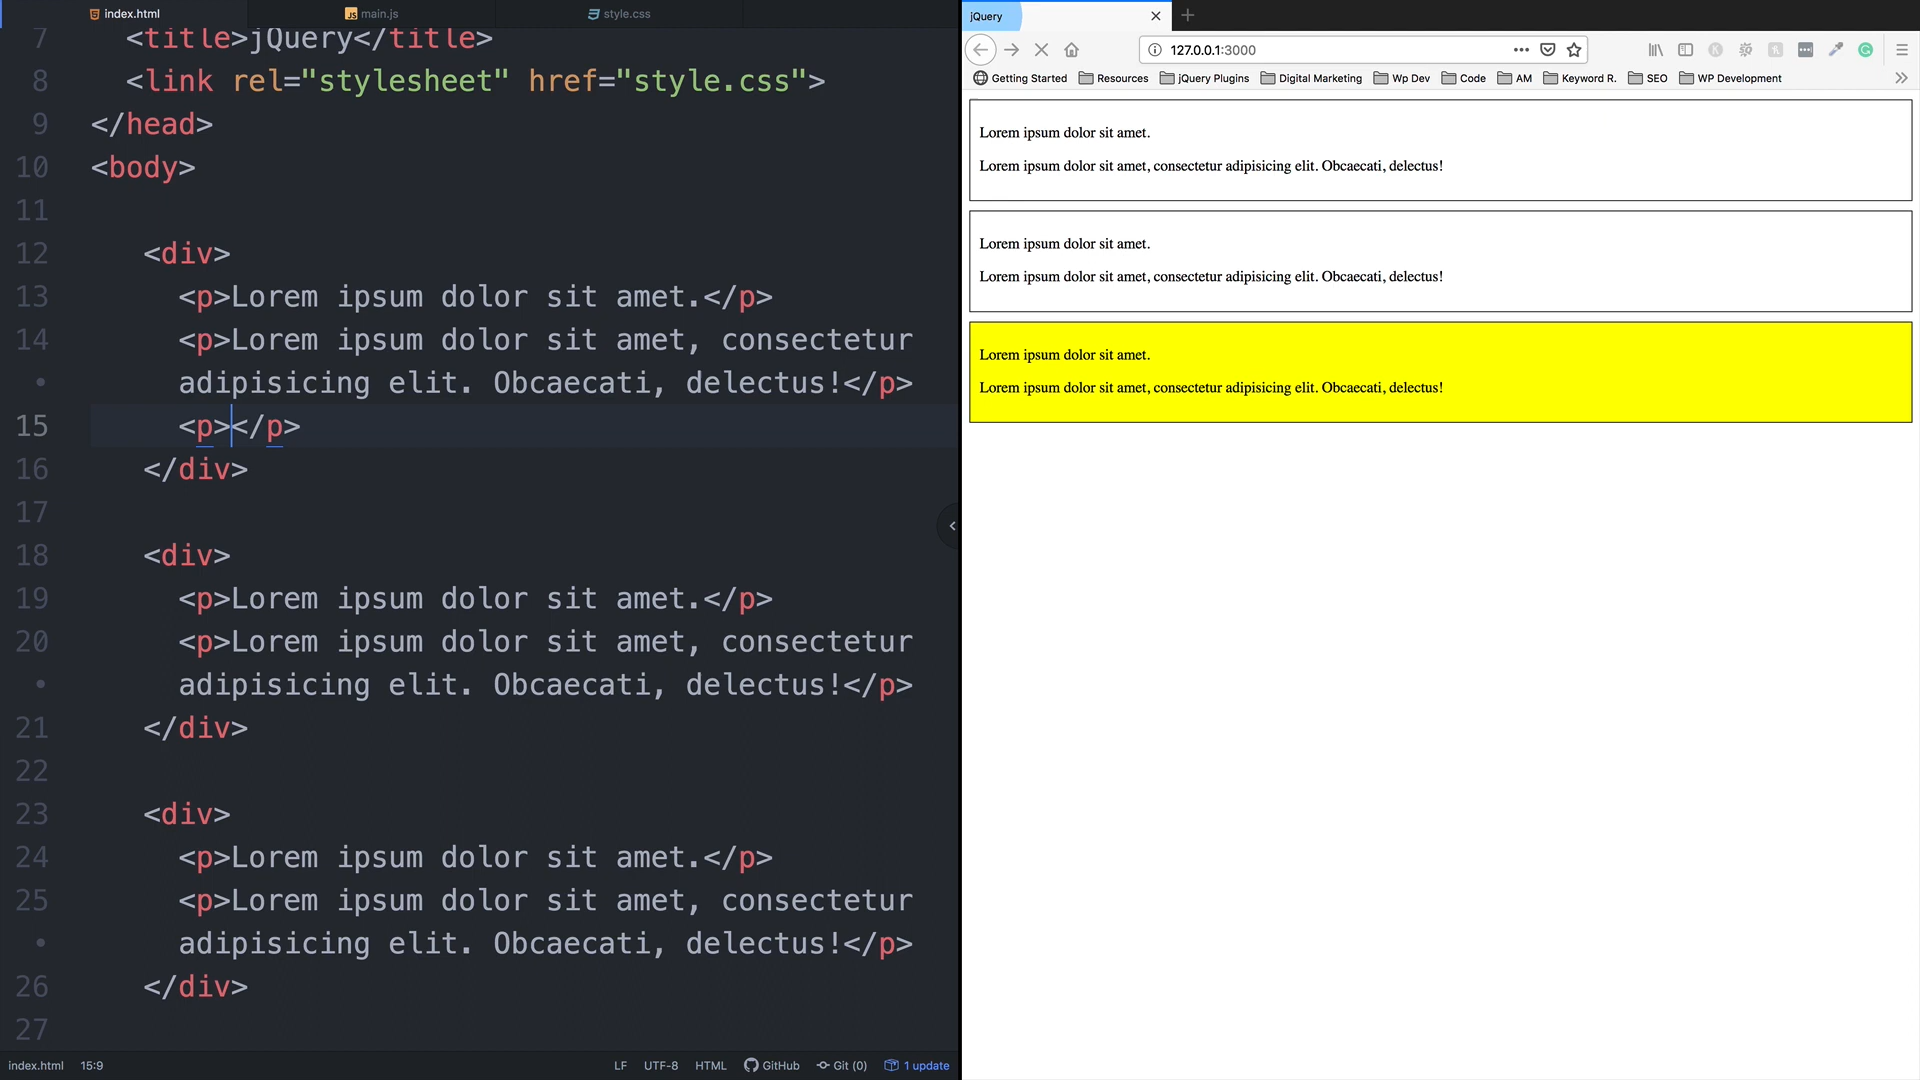 index.html
main.js
style.css
7 <title>jQuery</title>
8 <link rel="stylesheet" href="style.css">
9 </head>
10 <body>
11
12 <div>
13 <p>Lorem ipsum dolor sit amet.</p>
14 <p>Lorem ipsum dolor sit amet, consectetur
• adipisicing elit. Obcaecati, delectus!</p>
15 <p></p>
16 </div>
17
18 <div>
19 <p>Lorem ipsum dolor sit amet.</p>
20 <p>Lorem ipsum dolor sit amet, consectetur
• adipisicing elit. Obcaecati, delectus!</p>
21 </div>
22
23 <div>
24 <p>Lorem ipsum dolor sit amet.</p>
25 <p>Lorem ipsum dolor sit amet, consectetur
• adipisicing elit. Obcaecati, delectus!</p>
26 </div>
27
index.html 15:9 LF UTF-8 HTML GitHub Git (0) 1 update
jQuery
127.0.0.1:3000
Getting Started Resources jQuery Plugins Digital Marketing Wp Dev Code AM Keyword R. SEO WP Development
Lorem ipsum dolor sit amet.
Lorem ipsum dolor sit amet, consectetur adipisicing elit. Obcaecati, delectus!
Lorem ipsum dolor sit amet.
Lorem ipsum dolor sit amet, consectetur adipisicing elit. Obcaecati, delectus!
Lorem ipsum dolor sit amet.
Lorem ipsum dolor sit amet, consectetur adipisicing elit. Obcaecati, delectus!